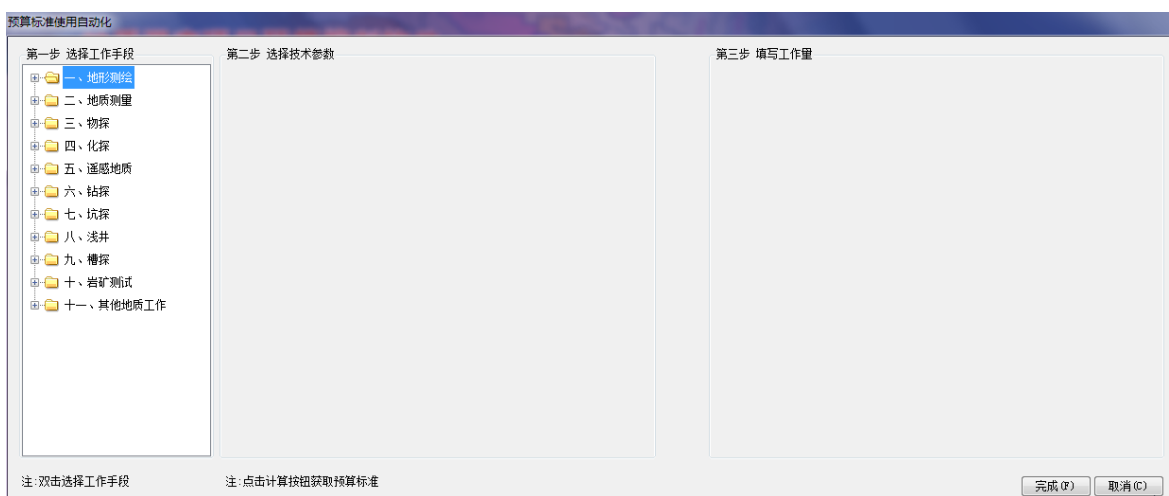 预算标准使用自动化
第一步 选择工作手段
第二步 选择技术参数
第三步 填写工作量
一、地形测绘
二、地质测量
三、物探
四、化探
五、遥感地质
六、钻探
七、坑探
八、浅井
九、槽探
十、岩矿测试
十一、其他地质工作
注:双击选择工作手段
注:点击计算按钮获取预算标准
完成(F)
取消(C)